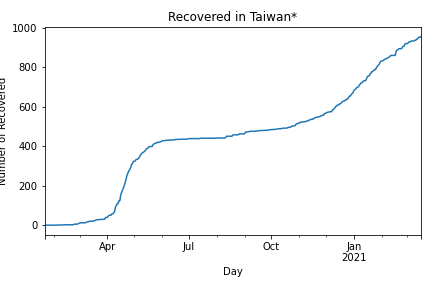 Recovered in Taiwan*
Number of Recovered
1000
800
600
400
200
0
Apr
Jul
Oct
Jan
2021
Day